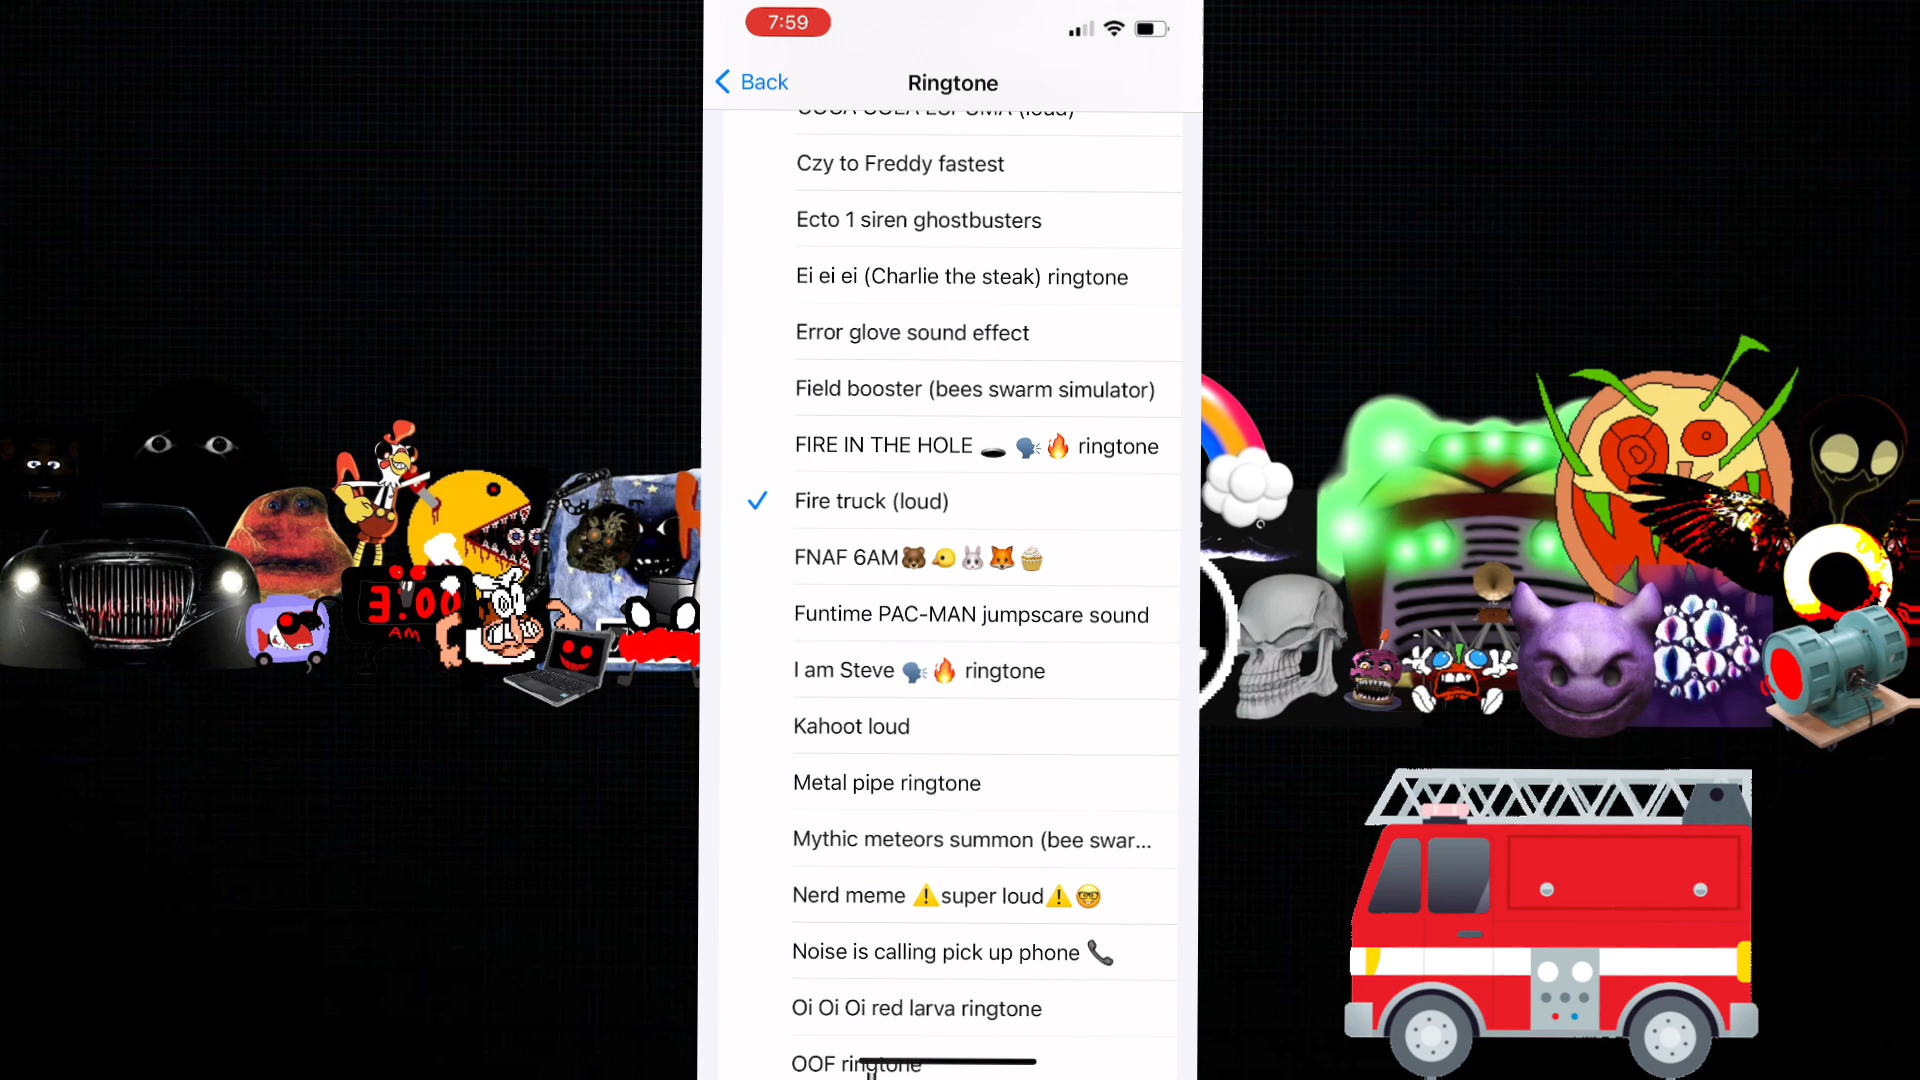 7:59
Back
Ringtone
Czy to Freddy fastest
Ecto 1 siren ghostbusters
Ei ei ei (Charlie the steak) ringtone
Error glove sound effect
Field booster (bees swarm simulator)
FIRE IN THE HOLE 🕳️ 🗣️🔥 ringtone
Fire truck (loud)
FNAF 6AM🐻🐤🐰🦊🧁
Funtime PAC-MAN jumpscare sound
I am Steve 🗣️🔥 ringtone
Kahoot loud
Metal pipe ringtone
Mythic meteors summon (bee swar...
Nerd meme ⚠️super loud⚠️🤓
Noise is calling pick up phone 📞
Oi Oi Oi red larva ringtone
OOF ringtone
3:00
AM